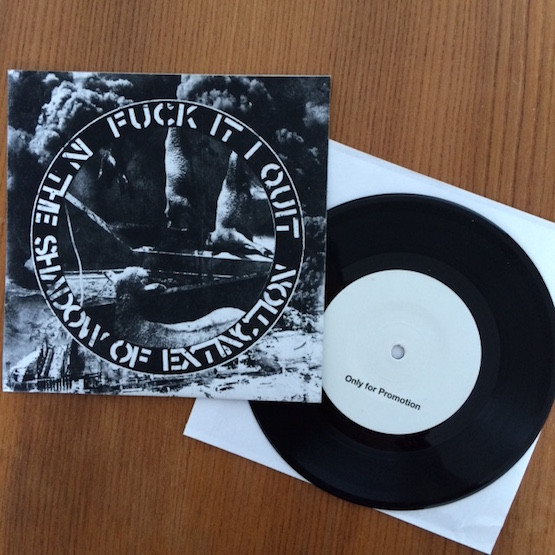 FUCK IT I QUIT
IN THE SHADOW OF EXTINCTION
Only for Promotion